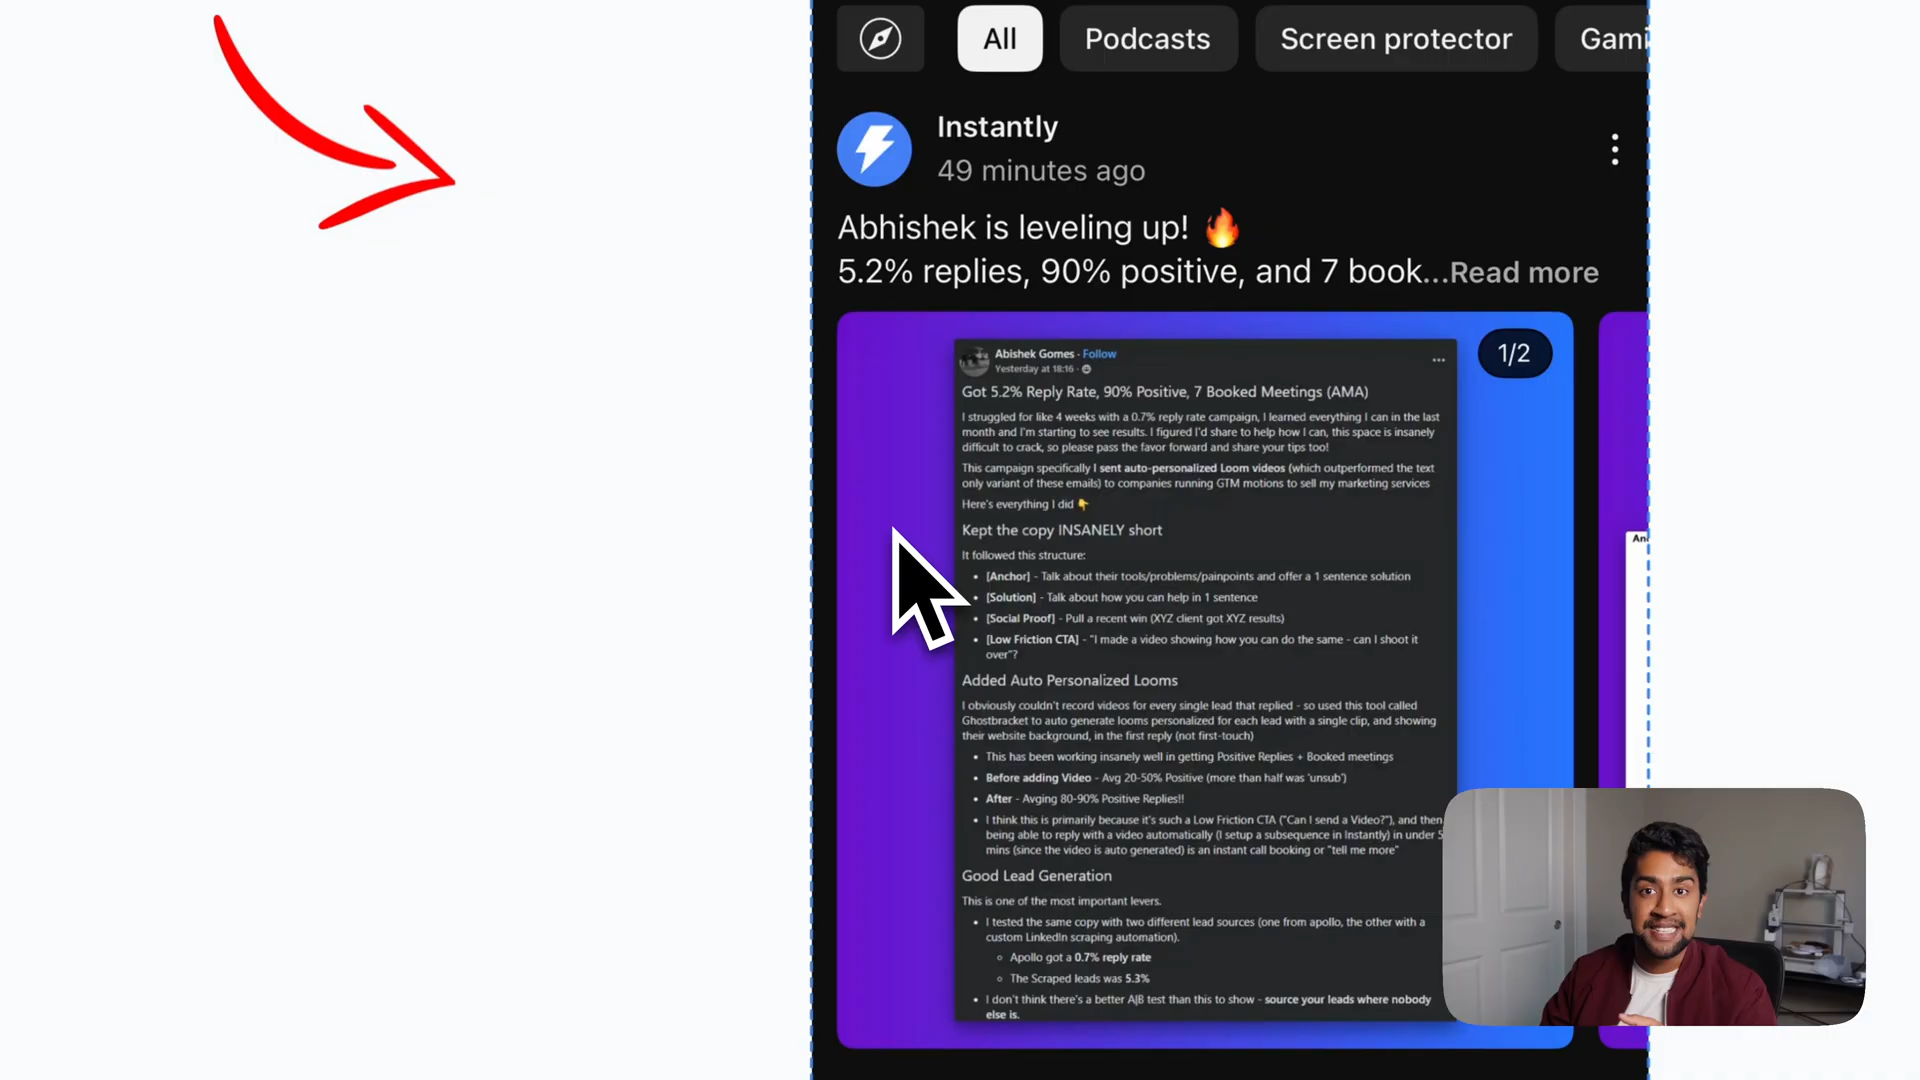 All
Podcasts
Screen protector
Gami
Instantly
49 minutes ago
Abhishek is leveling up! 🔥
5.2% replies, 90% positive, and 7 book...Read more
1/2
Abishek Gomes · Follow
Yesterday at 18:16 ·
Got 5.2% Reply Rate, 90% Positive, 7 Booked Meetings (AMA)
I struggled for like 4 weeks with a 0.7% reply rate campaign, I learned everything I can in the last
month and I'm starting to see results. I figured I'd share to help how I can, this space is insanely
difficult to crack, so please pass the favor forward and share your tips too!
This campaign specifically I sent auto-personalized Loom videos (which outperformed the text
only variant of these emails) to companies running GTM motions to sell my marketing services
Here's everything I did 👇
Kept the copy INSANELY short
It followed this structure:
• [Anchor] - Talk about their tools/problems/painpoints and offer a 1 sentence solution
• [Solution] - Talk about how you can help in 1 sentence
• [Social Proof] - Pull a recent win (XYZ client got XYZ results)
• [Low Friction CTA] - "I made a video showing how you can do the same - can I shoot it
over"?
Added Auto Personalized Looms
I obviously couldn't record videos for every single lead that replied - so used this tool called
Ghostbracket to auto generate looms personalized for each lead with a single clip, and showing
their website background, in the first reply (not first-touch)
• This has been working insanely well in getting Positive Replies + Booked meetings
• Before adding Video - Avg 20-50% Positive (more than half was 'unsub')
• After - Avging 80-90% Positive Replies!!
• I think this is primarily because it's such a Low Friction CTA ("Can I send a Video?"), and then
being able to reply with a video automatically (I setup a subsequence in Instantly) in under 5
mins (since the video is auto generated) is an instant call booking or "tell me more"
Good Lead Generation
This is one of the most important levers.
• I tested the same copy with two different lead sources (one from apollo, the other with a
custom LinkedIn scraping automation).
○ Apollo got a 0.7% reply rate
○ The Scraped leads was 5.3%
• I don't think there's a better A|B test than this to show - source your leads where nobody
else is.